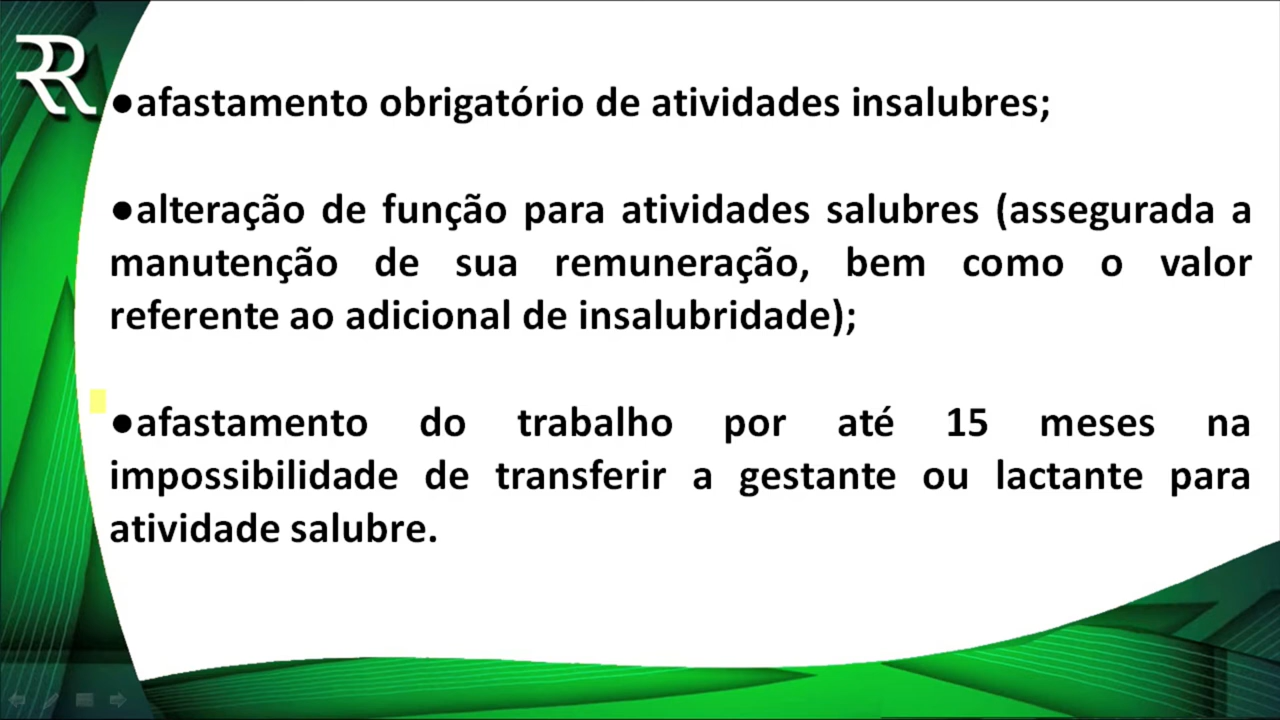 ●afastamento obrigatório de atividades insalubres;
●alteração de função para atividades salubres (assegurada a
manutenção de sua remuneração, bem como o valor
referente ao adicional de insalubridade);
●afastamento do trabalho por até 15 meses na
impossibilidade de transferir a gestante ou lactante para
atividade salubre.